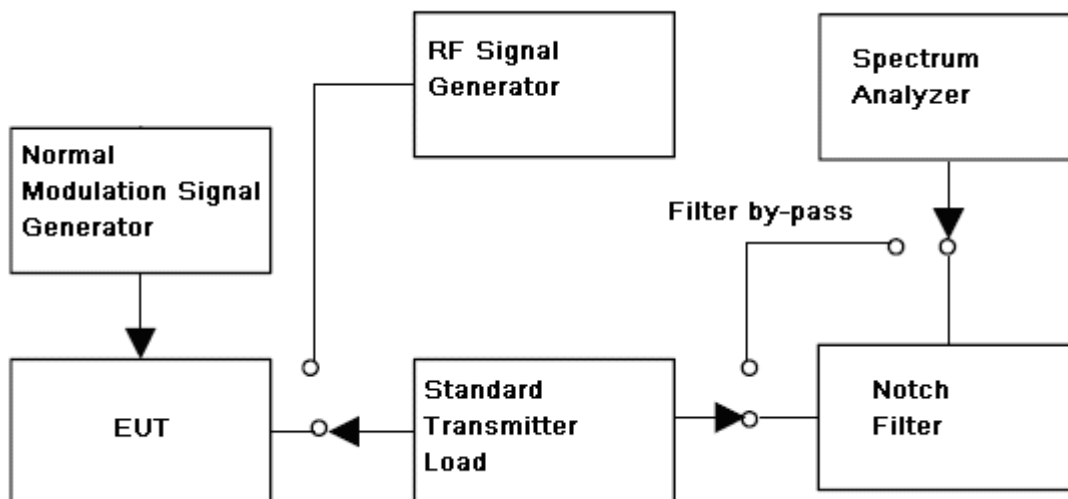 RF Signal
Generator
Spectrum
Analyzer
Normal
Modulation Signal
Generator
Filter by-pass
EUT
Standard
Transmitter
Load
Notch
Filter